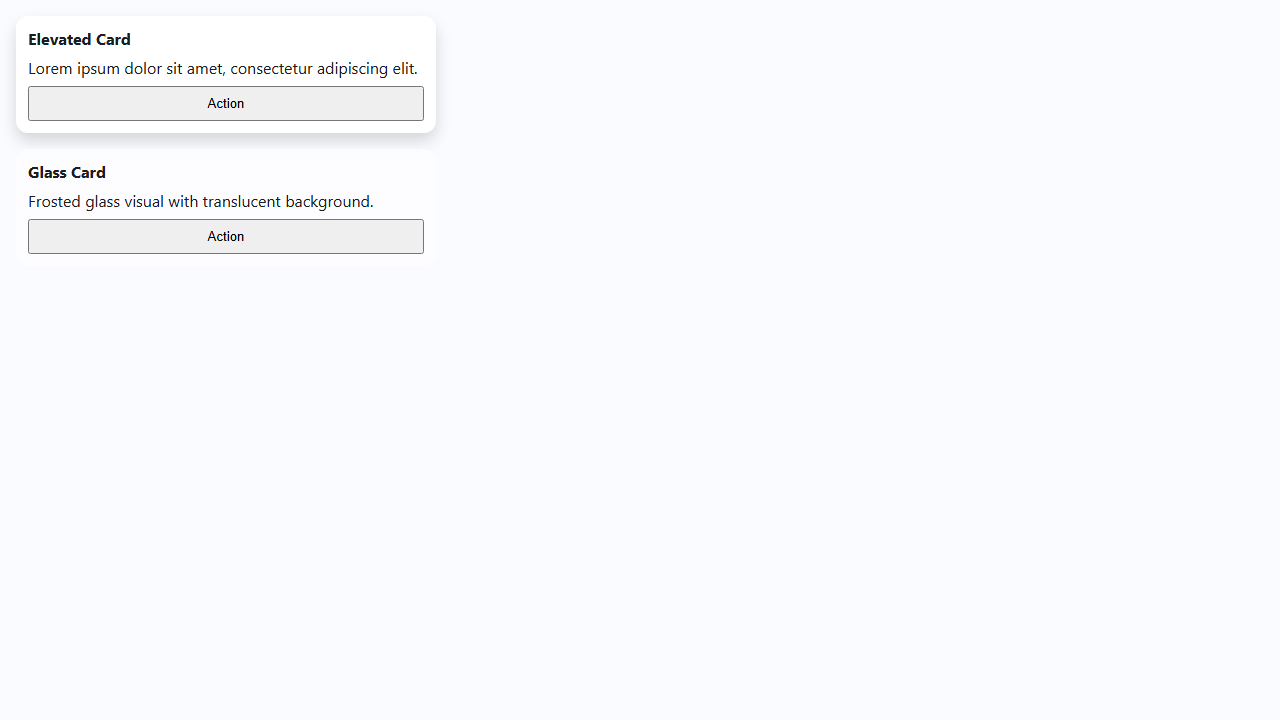 Elevated Card
Lorem ipsum dolor sit amet, consectetur adipiscing elit.
Action
Glass Card
Frosted glass visual with translucent background.
Action